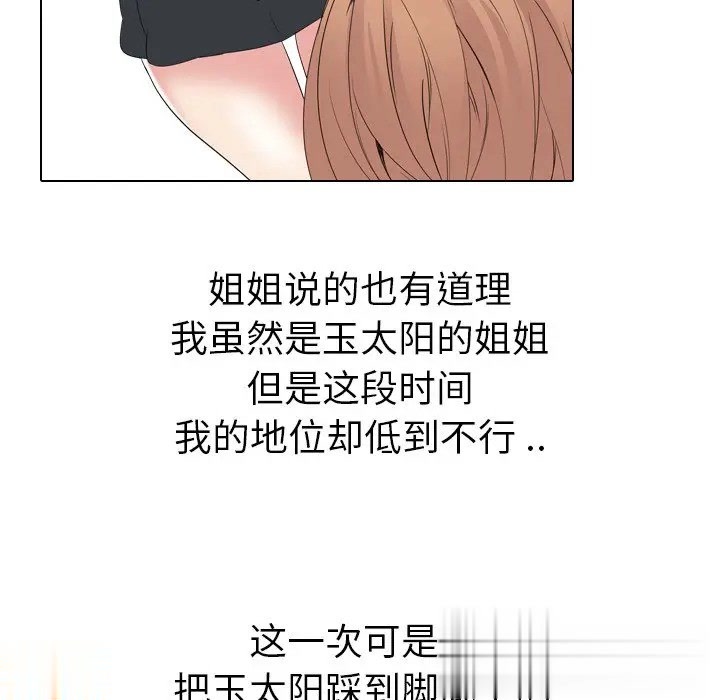 姐姐说的也有道理
我虽然是玉太阳的姐姐
但是这段时间
我的地位却低到不行 ..
这一次可是
把玉太阳踩到脚